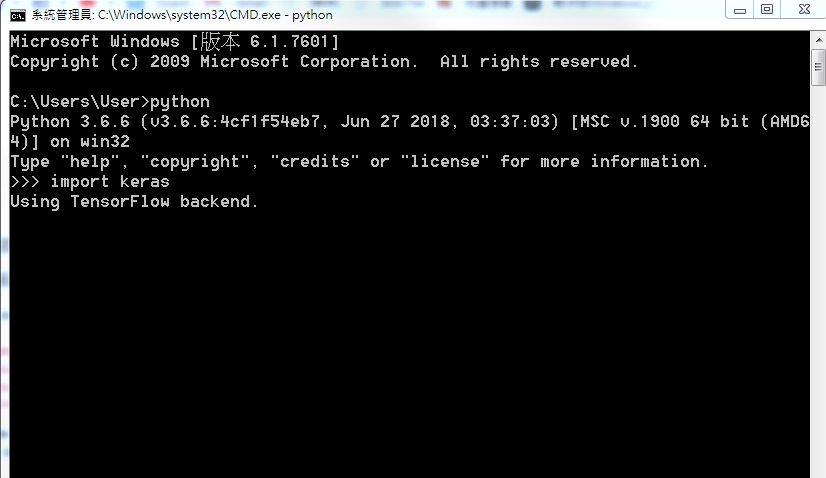 系統管理員: C:\Windows\system32\CMD.exe - python
Microsoft Windows [版本 6.1.7601]
Copyright (c) 2009 Microsoft Corporation.  All rights reserved.
C:\Users\User>python
Python 3.6.6 (v3.6.6:4cf1f54eb7, Jun 27 2018, 03:37:03) [MSC v.1900 64 bit (AMD6
4)] on win32
Type "help", "copyright", "credits" or "license" for more information.
>>> import keras
Using TensorFlow backend.